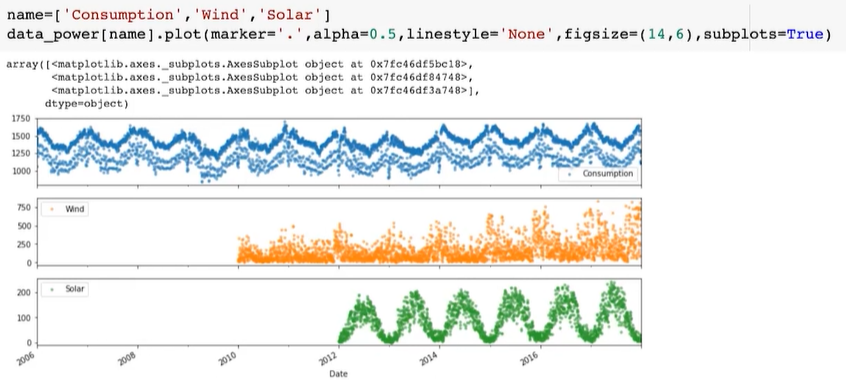 name=['Consumption','Wind','Solar']
data_power[name].plot(marker='.',alpha=0.5,linestyle='None',figsize=(14,6),subplots=True)
array([<matplotlib.axes._subplots.AxesSubplot object at 0x7fc46df5bc18>,
<matplotlib.axes._subplots.AxesSubplot object at 0x7fc46df84748>,
<matplotlib.axes._subplots.AxesSubplot object at 0x7fc46df3a748>],
dtype=object)
1750
1500
1250
1000
Consumption
750
500
250
0
Wind
200
100
0
Solar
2006 2008 2010 2012 2014 2016
Date